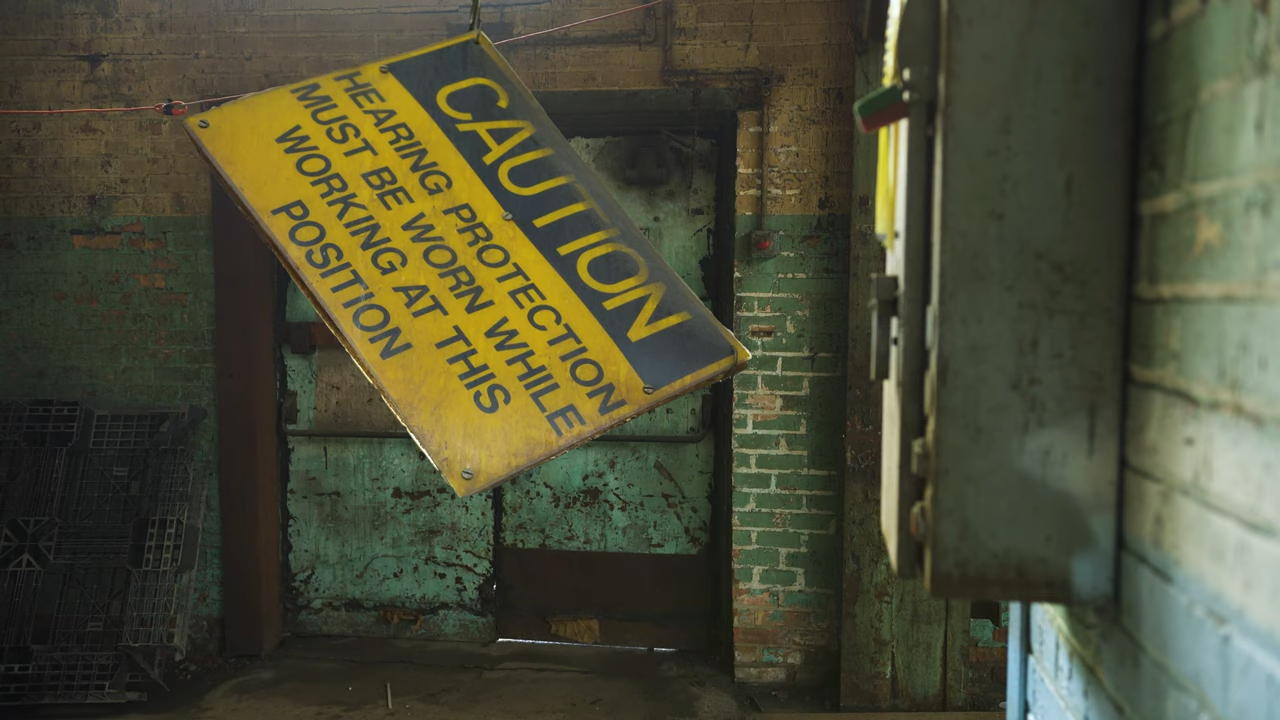 CAUTION
HEARING PROTECTION
MUST BE WORN WHILE
WORKING AT THIS
POSITION